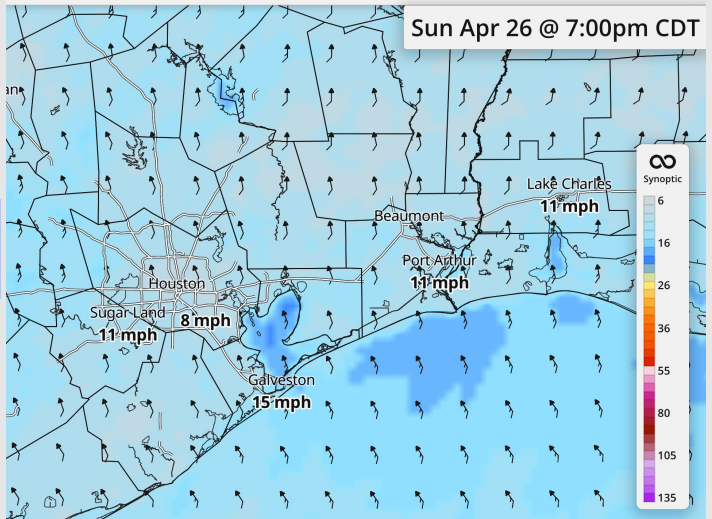 Sun Apr 26 @ 7:00pm CDT
an
Synoptic
6
16
26
36
55
80
105
135
Lake Charles
11 mph
Beaumont
Port Arthur
11 mph
Houston
8 mph
Sugar Land
11 mph
Galveston
15 mph